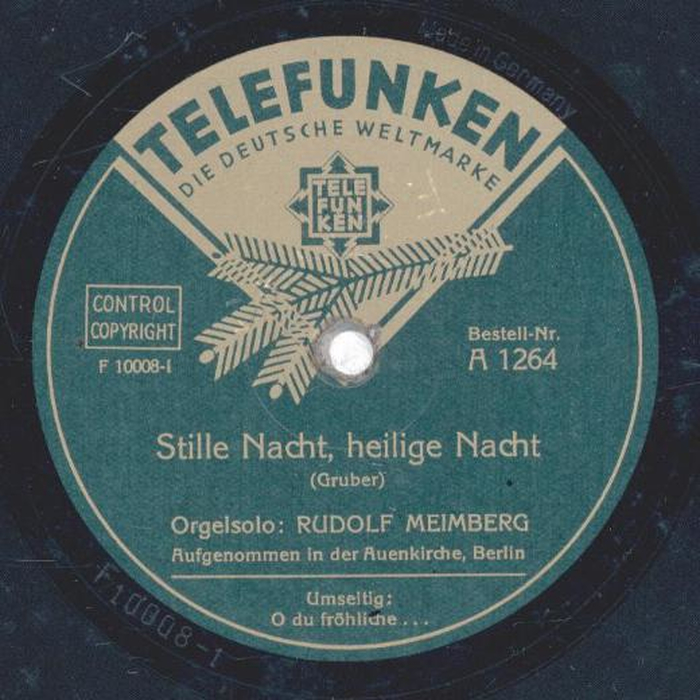 Made in Germany
TELEFUNKEN
DIE DEUTSCHE WELTMARKE
TELE
FUN
KEN
CONTROL
COPYRIGHT
F 10008-I
Bestell-Nr.
A 1264
Stille Nacht, heilige Nacht
(Gruber)
Orgelsolo: RUDOLF MEIMBERG
Aufgenommen in der Auenkirche, Berlin
Umseitig:
O du fröhliche . . .
F10008-1